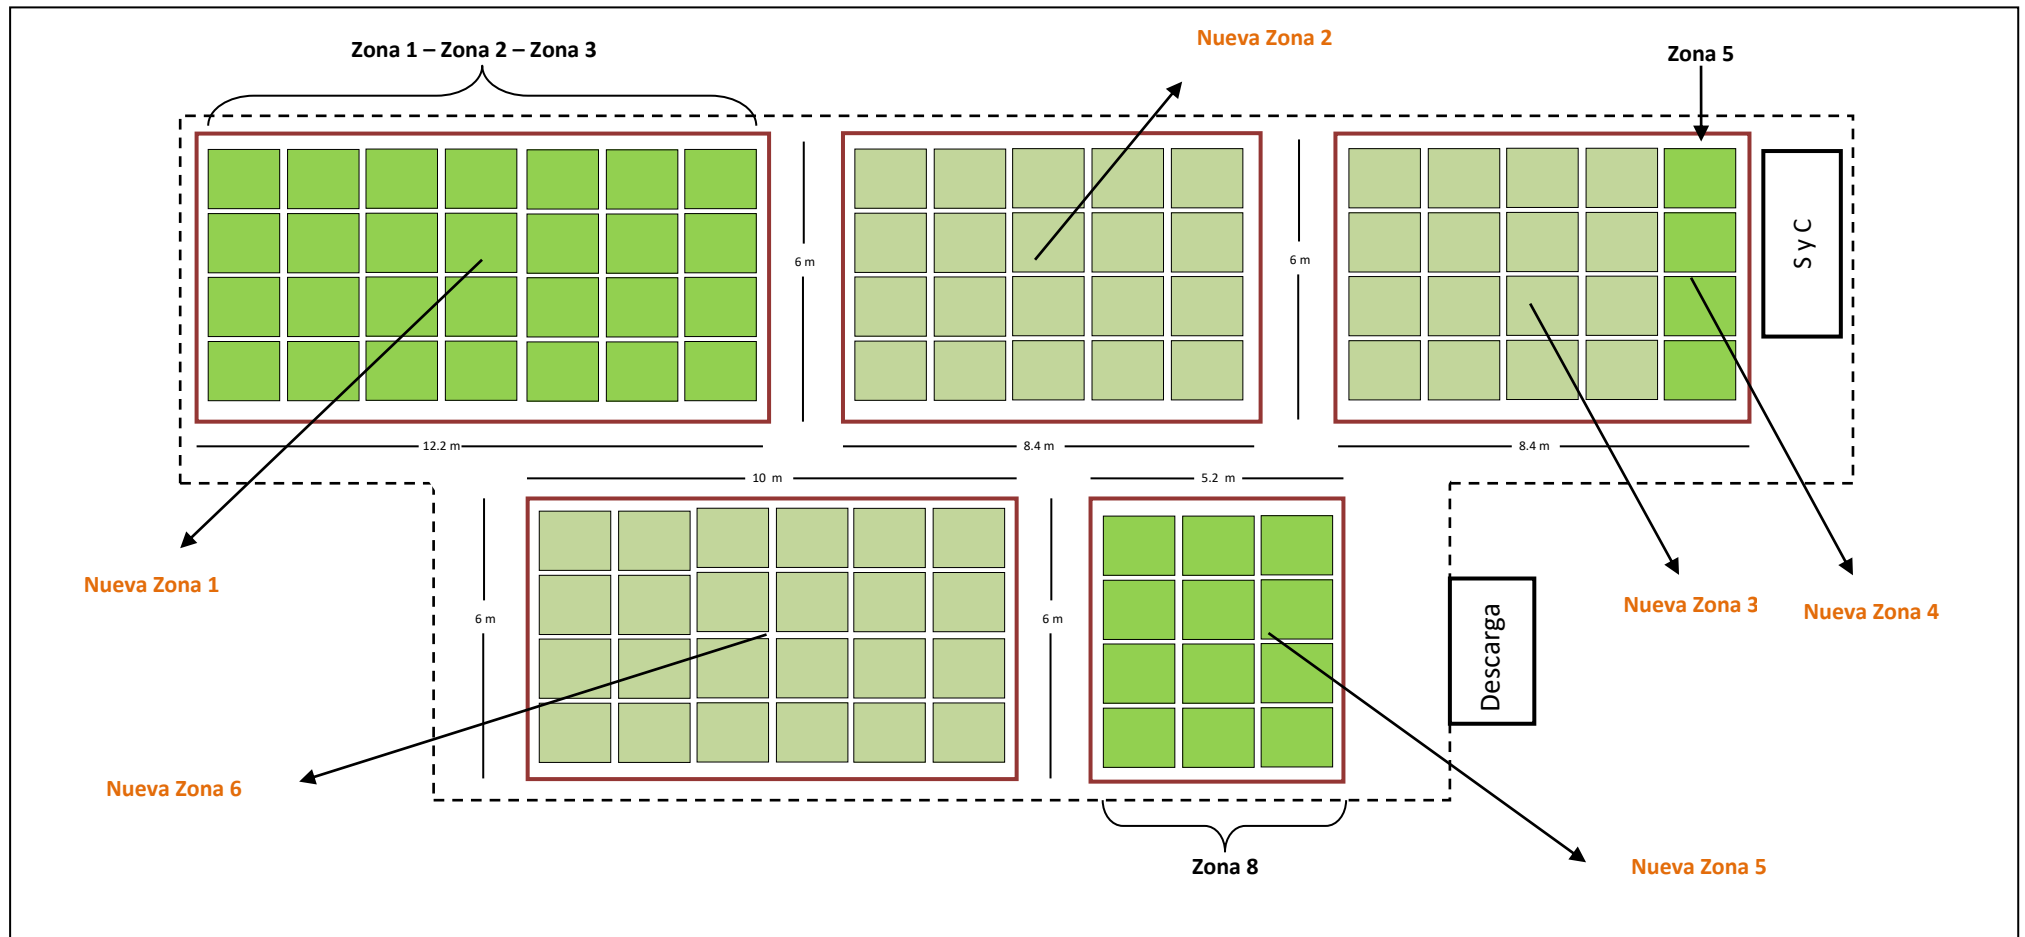 Nueva Zona 2
Zona 1 – Zona 2 – Zona 3
Zona 5
S y C
6 m
6 m
12.2 m
8.4 m
8.4 m
10 m
5.2 m
Nueva Zona 1
6 m
6 m
Nueva Zona 3
Nueva Zona 4
Descarga
Nueva Zona 6
Zona 8
Nueva Zona 5